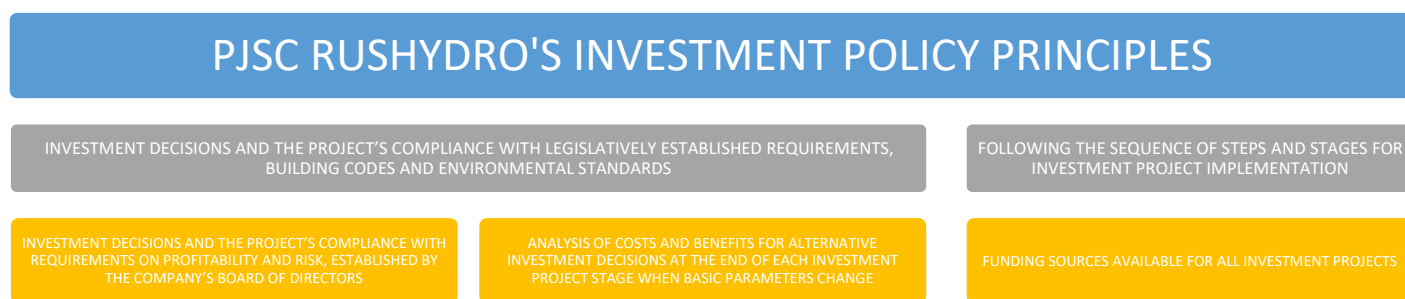 PJSC RUSHYDRO'S INVESTMENT POLICY PRINCIPLES
INVESTMENT DECISIONS AND THE PROJECT’S COMPLIANCE WITH LEGISLATIVELY ESTABLISHED REQUIREMENTS,
BUILDING CODES AND ENVIRONMENTAL STANDARDS
FOLLOWING THE SEQUENCE OF STEPS AND STAGES FOR
INVESTMENT PROJECT IMPLEMENTATION
INVESTMENT DECISIONS AND THE PROJECT’S COMPLIANCE WITH
REQUIREMENTS ON PROFITABILITY AND RISK, ESTABLISHED BY
THE COMPANY’S BOARD OF DIRECTORS
ANALYSIS OF COSTS AND BENEFITS FOR ALTERNATIVE
INVESTMENT DECISIONS AT THE END OF EACH INVESTMENT
PROJECT STAGE WHEN BASIC PARAMETERS CHANGE
FUNDING SOURCES AVAILABLE FOR ALL INVESTMENT PROJECTS